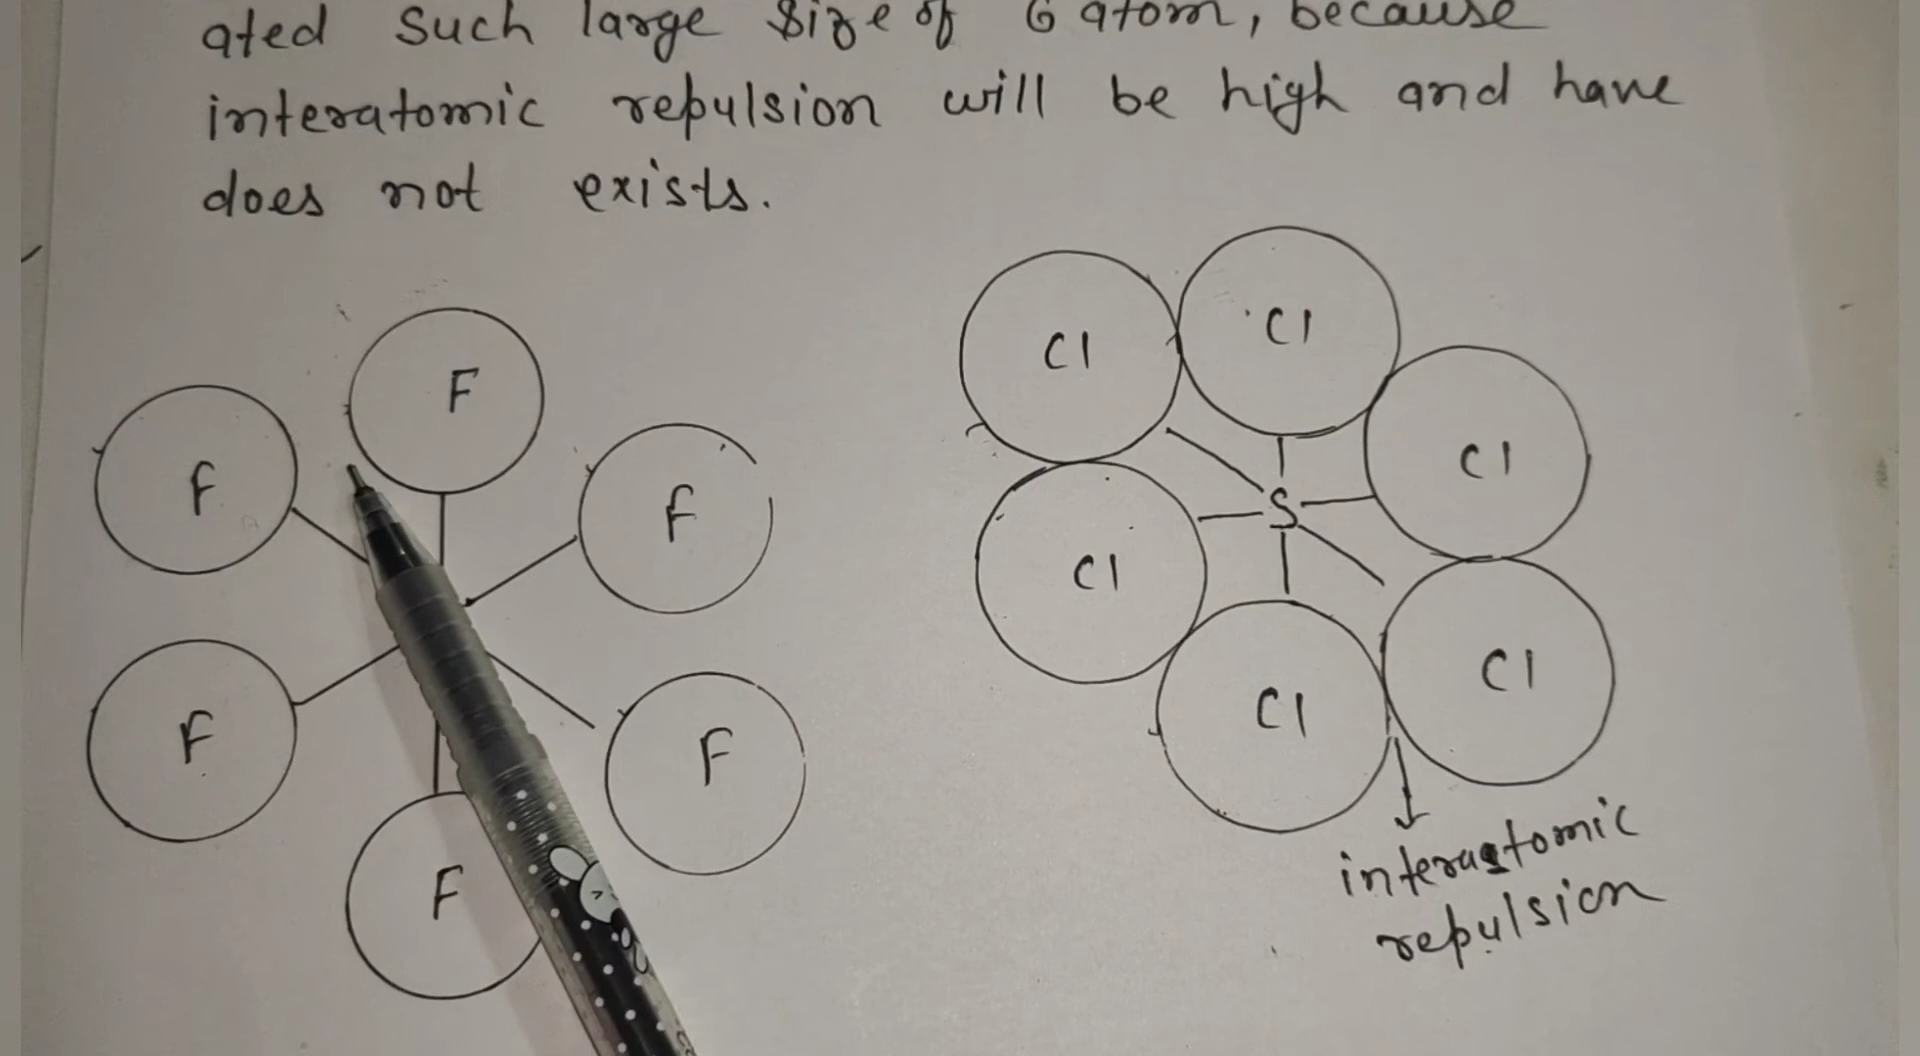 ated such large size of 6 atom, because
interatomic repulsion will be high and have
does not exists.
F
F
F
F
F
F
Cl
Cl
Cl
S
Cl
Cl
Cl
interatomic
repulsion